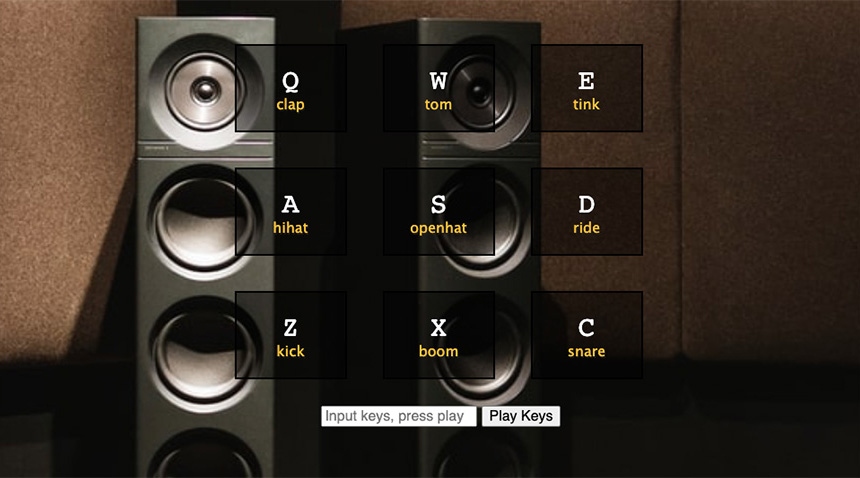 Q
clap
W
tom
E
tink
A
hihat
S
openhat
D
ride
Z
kick
X
boom
C
snare
Input keys, press play
Play Keys